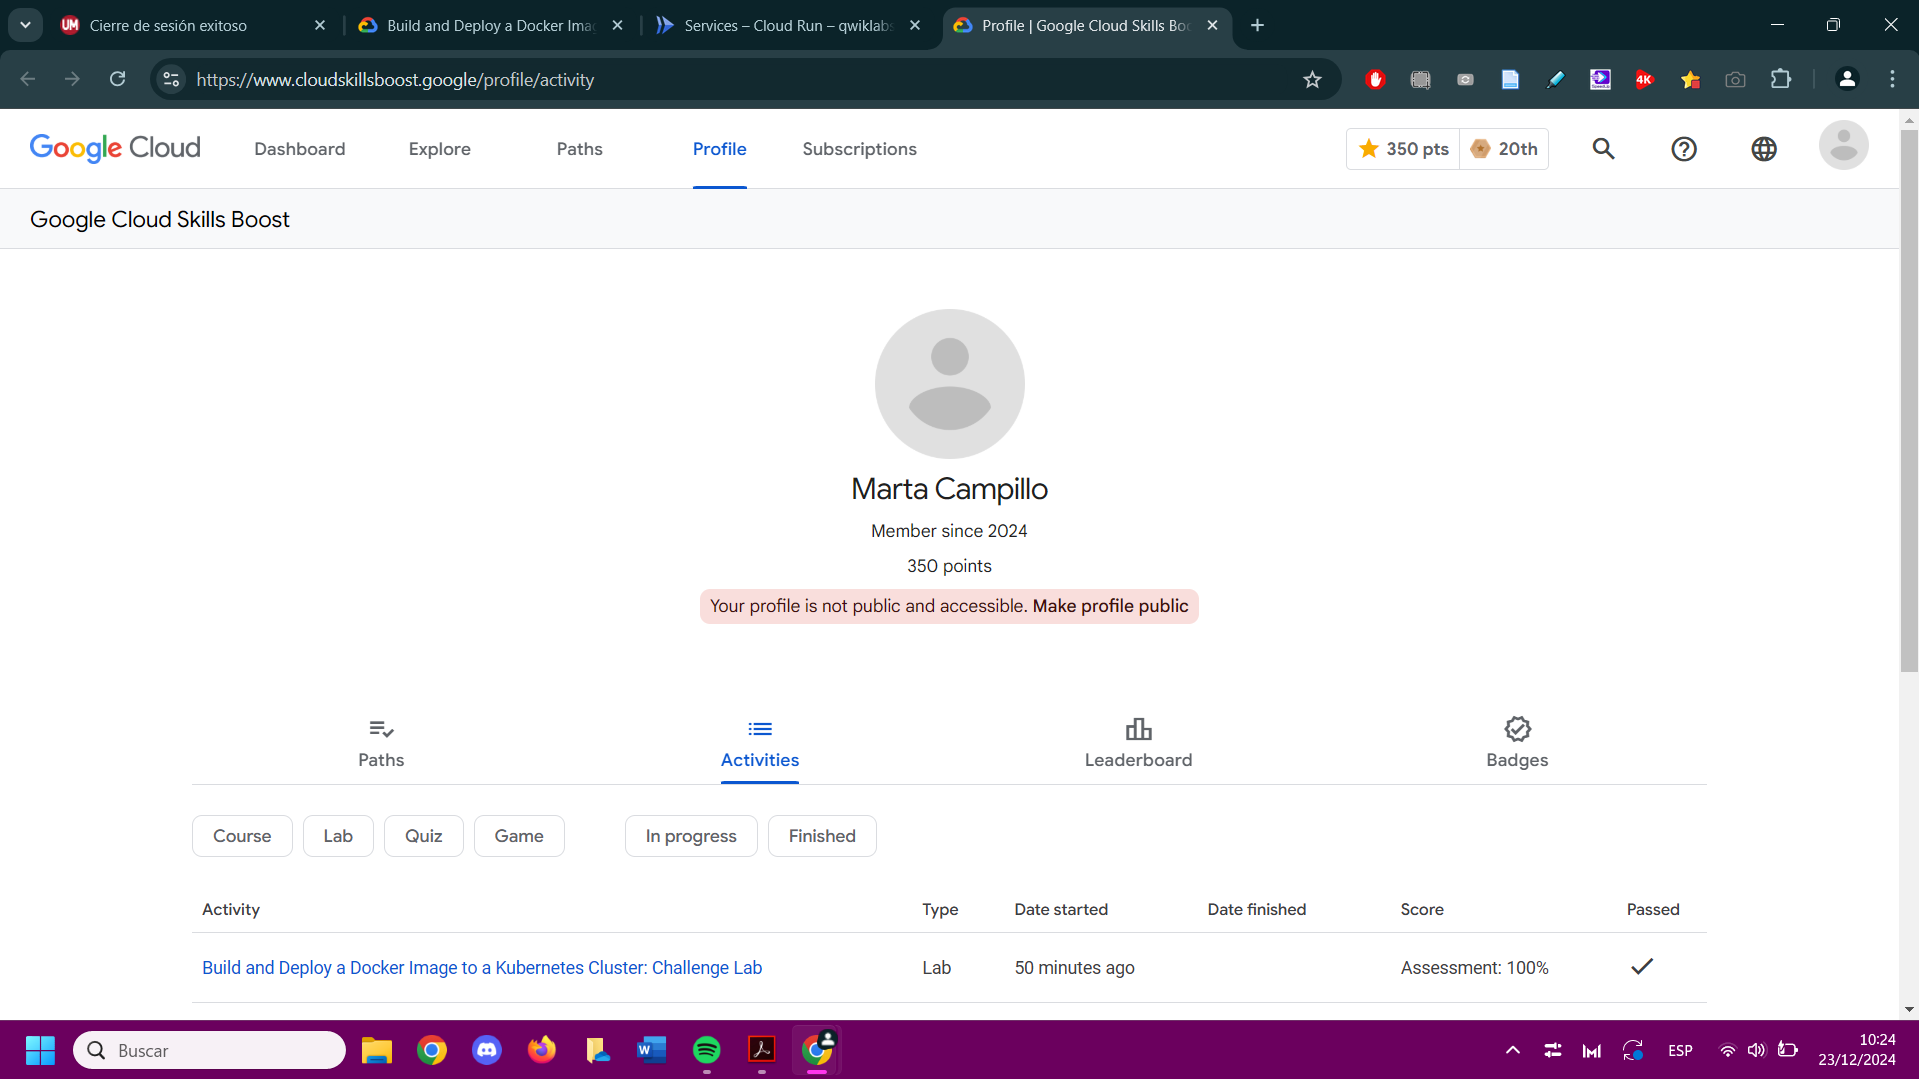 Cierre de sesión exitoso
Build and Deploy a Docker Ima
Services – Cloud Run – qwiklabs
Profile | Google Cloud Skills Boo
https://www.cloudskillsboost.google/profile/activity
Google Cloud
Dashboard
Explore
Paths
Profile
Subscriptions
350 pts
20th
Google Cloud Skills Boost
Marta Campillo
Member since 2024
350 points
Your profile is not public and accessible. Make profile public
Paths
Activities
Leaderboard
Badges
Course
Lab
Quiz
Game
In progress
Finished
Activity Type Date started Date finished Score Passed
Build and Deploy a Docker Image to a Kubernetes Cluster: Challenge Lab Lab 50 minutes ago Assessment: 100%
Buscar
ESP
10:24
23/12/2024